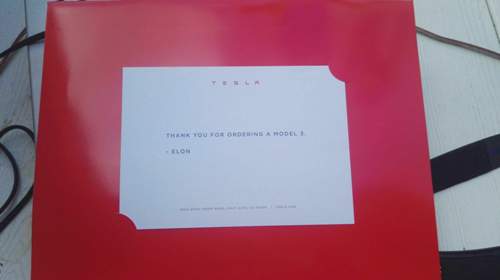 TESLA
THANK YOU FOR ORDERING A MODEL 3.
- ELON